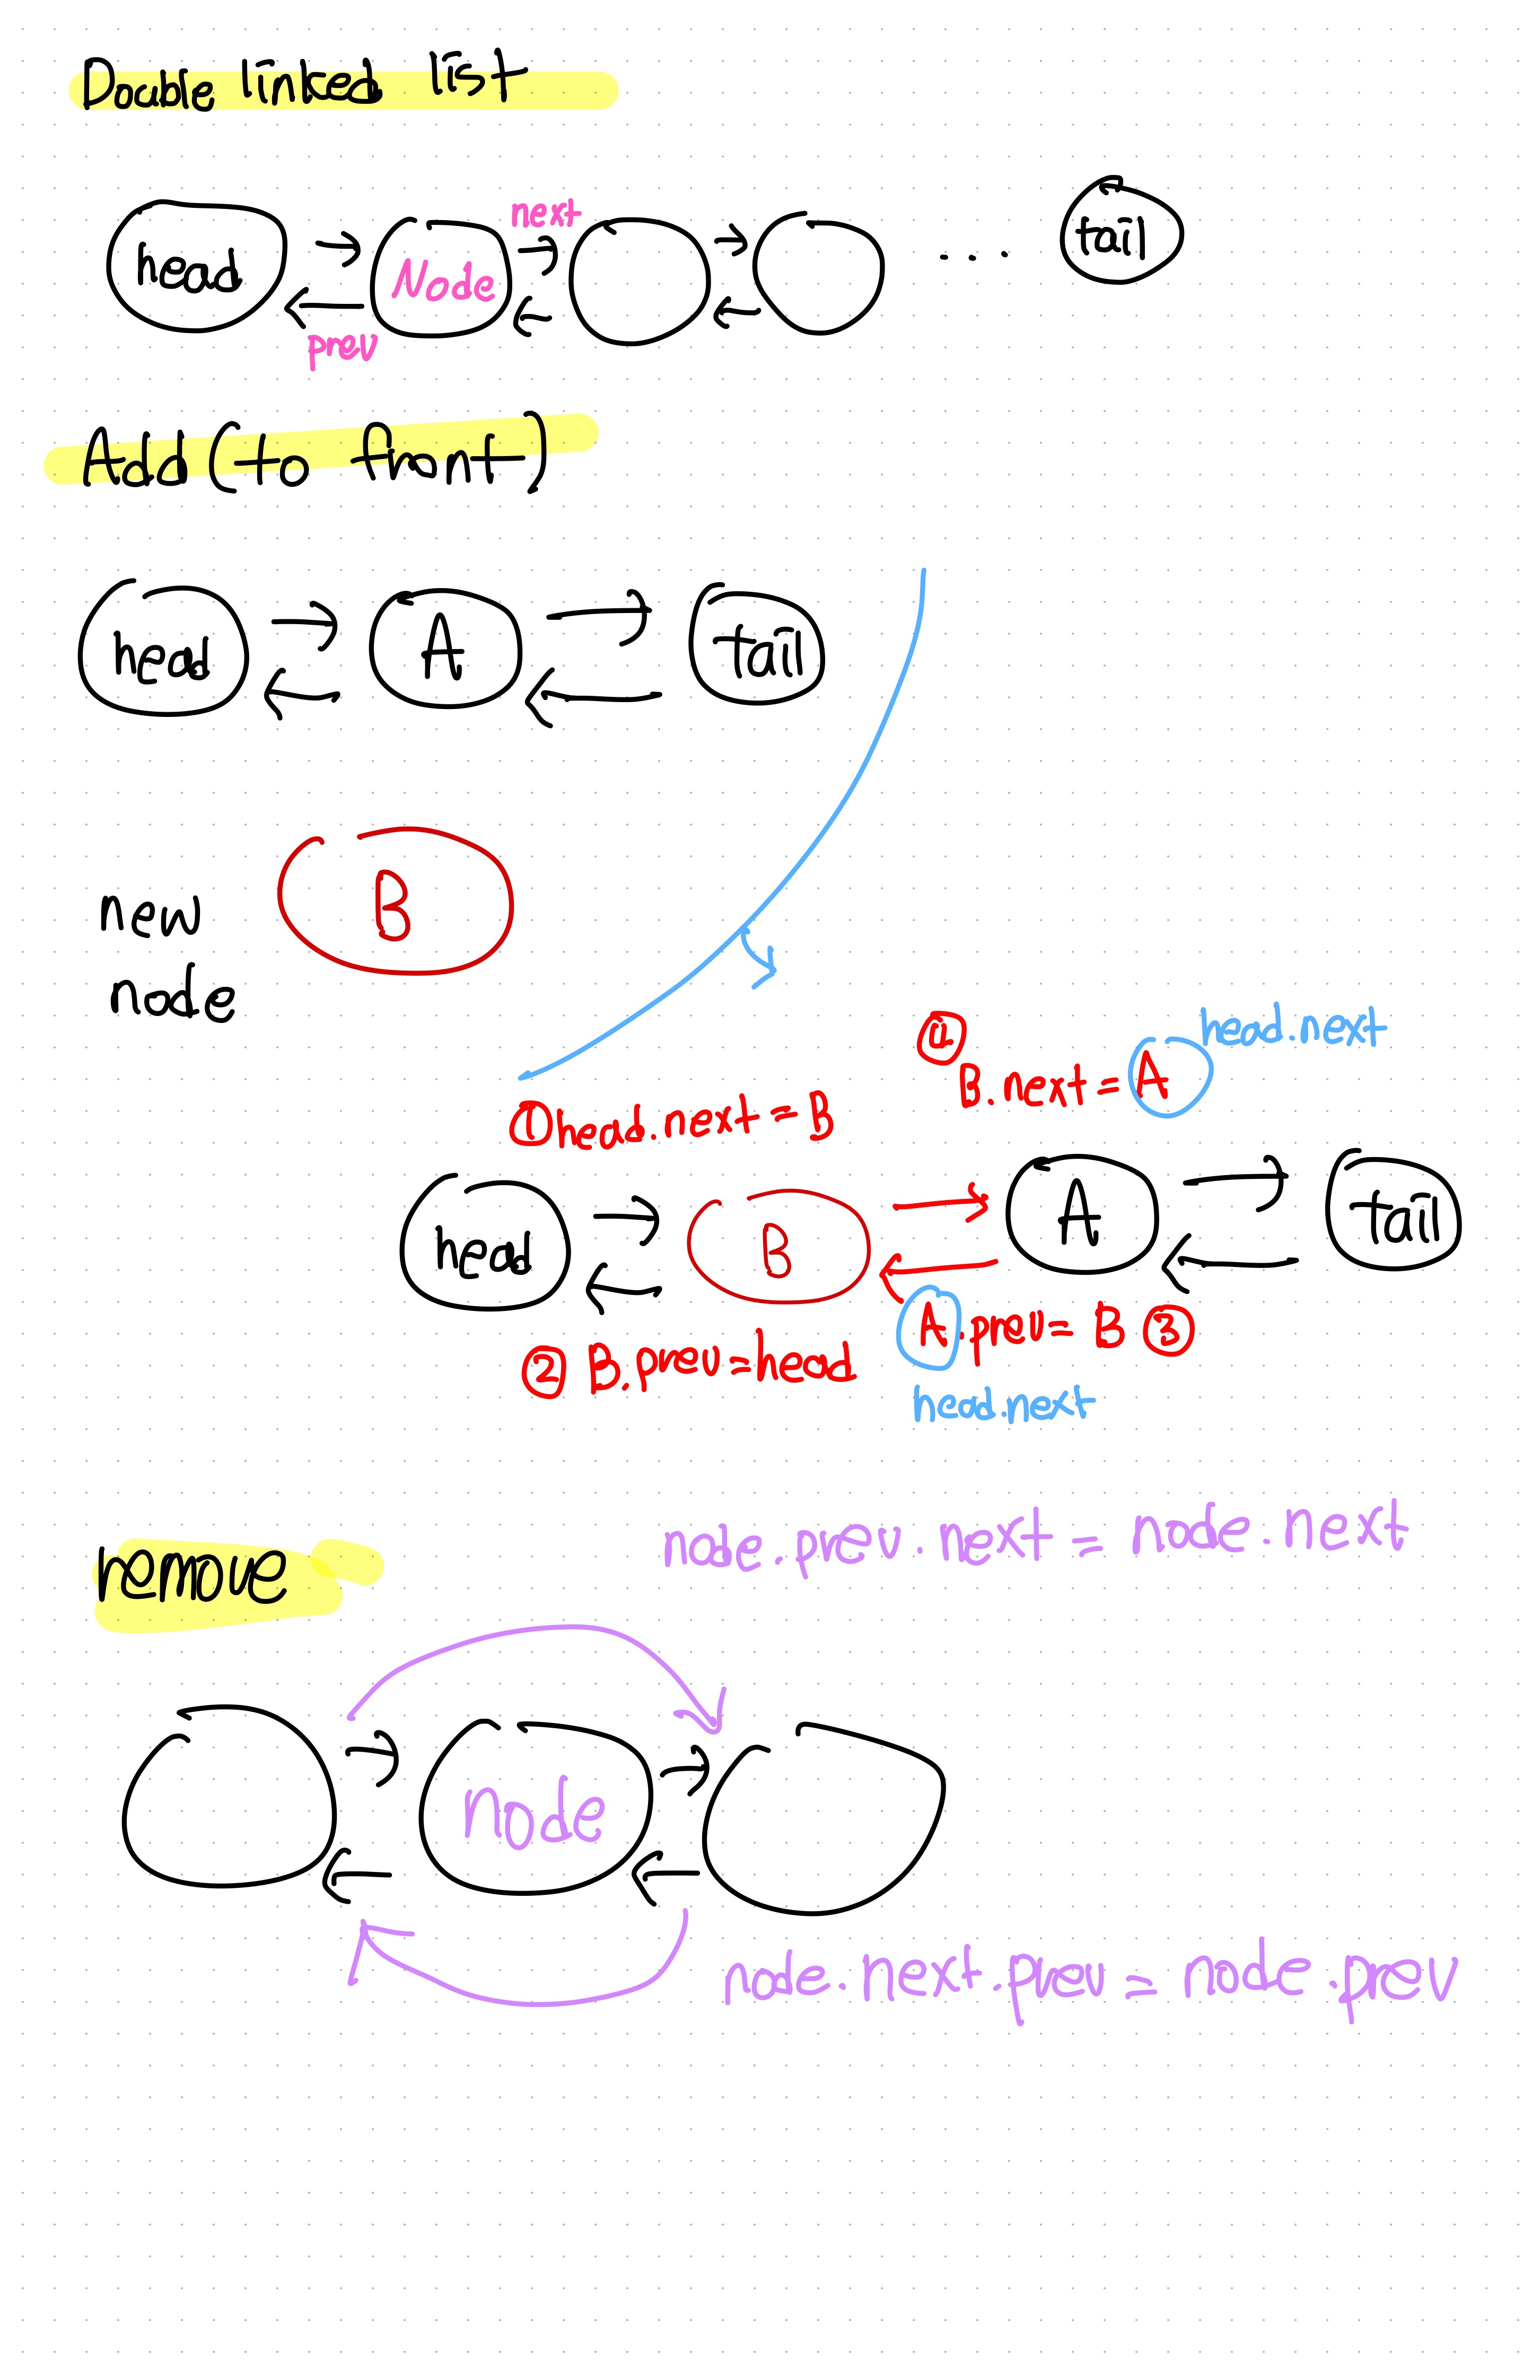 Double linked list
next
head Node tail
prev
Add (to front)
head A tail
B
new
node
④ head.next
B.next = A
① head.next = B
head B A tail
A.prev = B ③
② B.prev = head
head.next
node.prev.next = node.next
remove
node
node.next.prev = node.prev